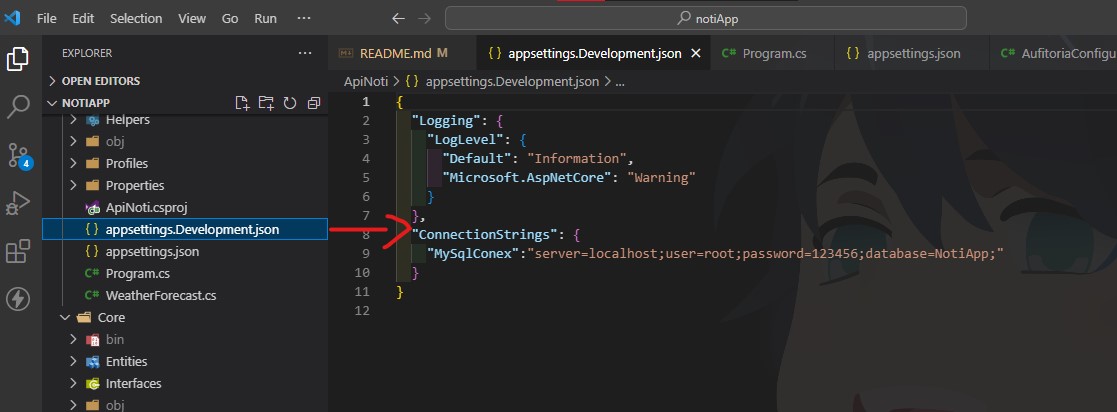 File Edit Selection View Go Run ··· notiApp
EXPLORER ···
OPEN EDITORS
NOTIAPP
Helpers
obj
Profiles
Properties
ApiNoti.csproj
appsettings.Development.json
appsettings.json
Program.cs
WeatherForecast.cs
Core
bin
Entities
Interfaces
obj
4
README.md M appsettings.Development.json Program.cs appsettings.json AufitoriaConfigu
ApiNoti > {} appsettings.Development.json > ...
1 {
2 "Logging": {
3 "LogLevel": {
4 "Default": "Information",
5 "Microsoft.AspNetCore": "Warning"
6 }
7 },
8 "ConnectionStrings": {
9 "MySqlConex":"server=localhost;user=root;password=123456;database=NotiApp;"
10 }
11 }
12